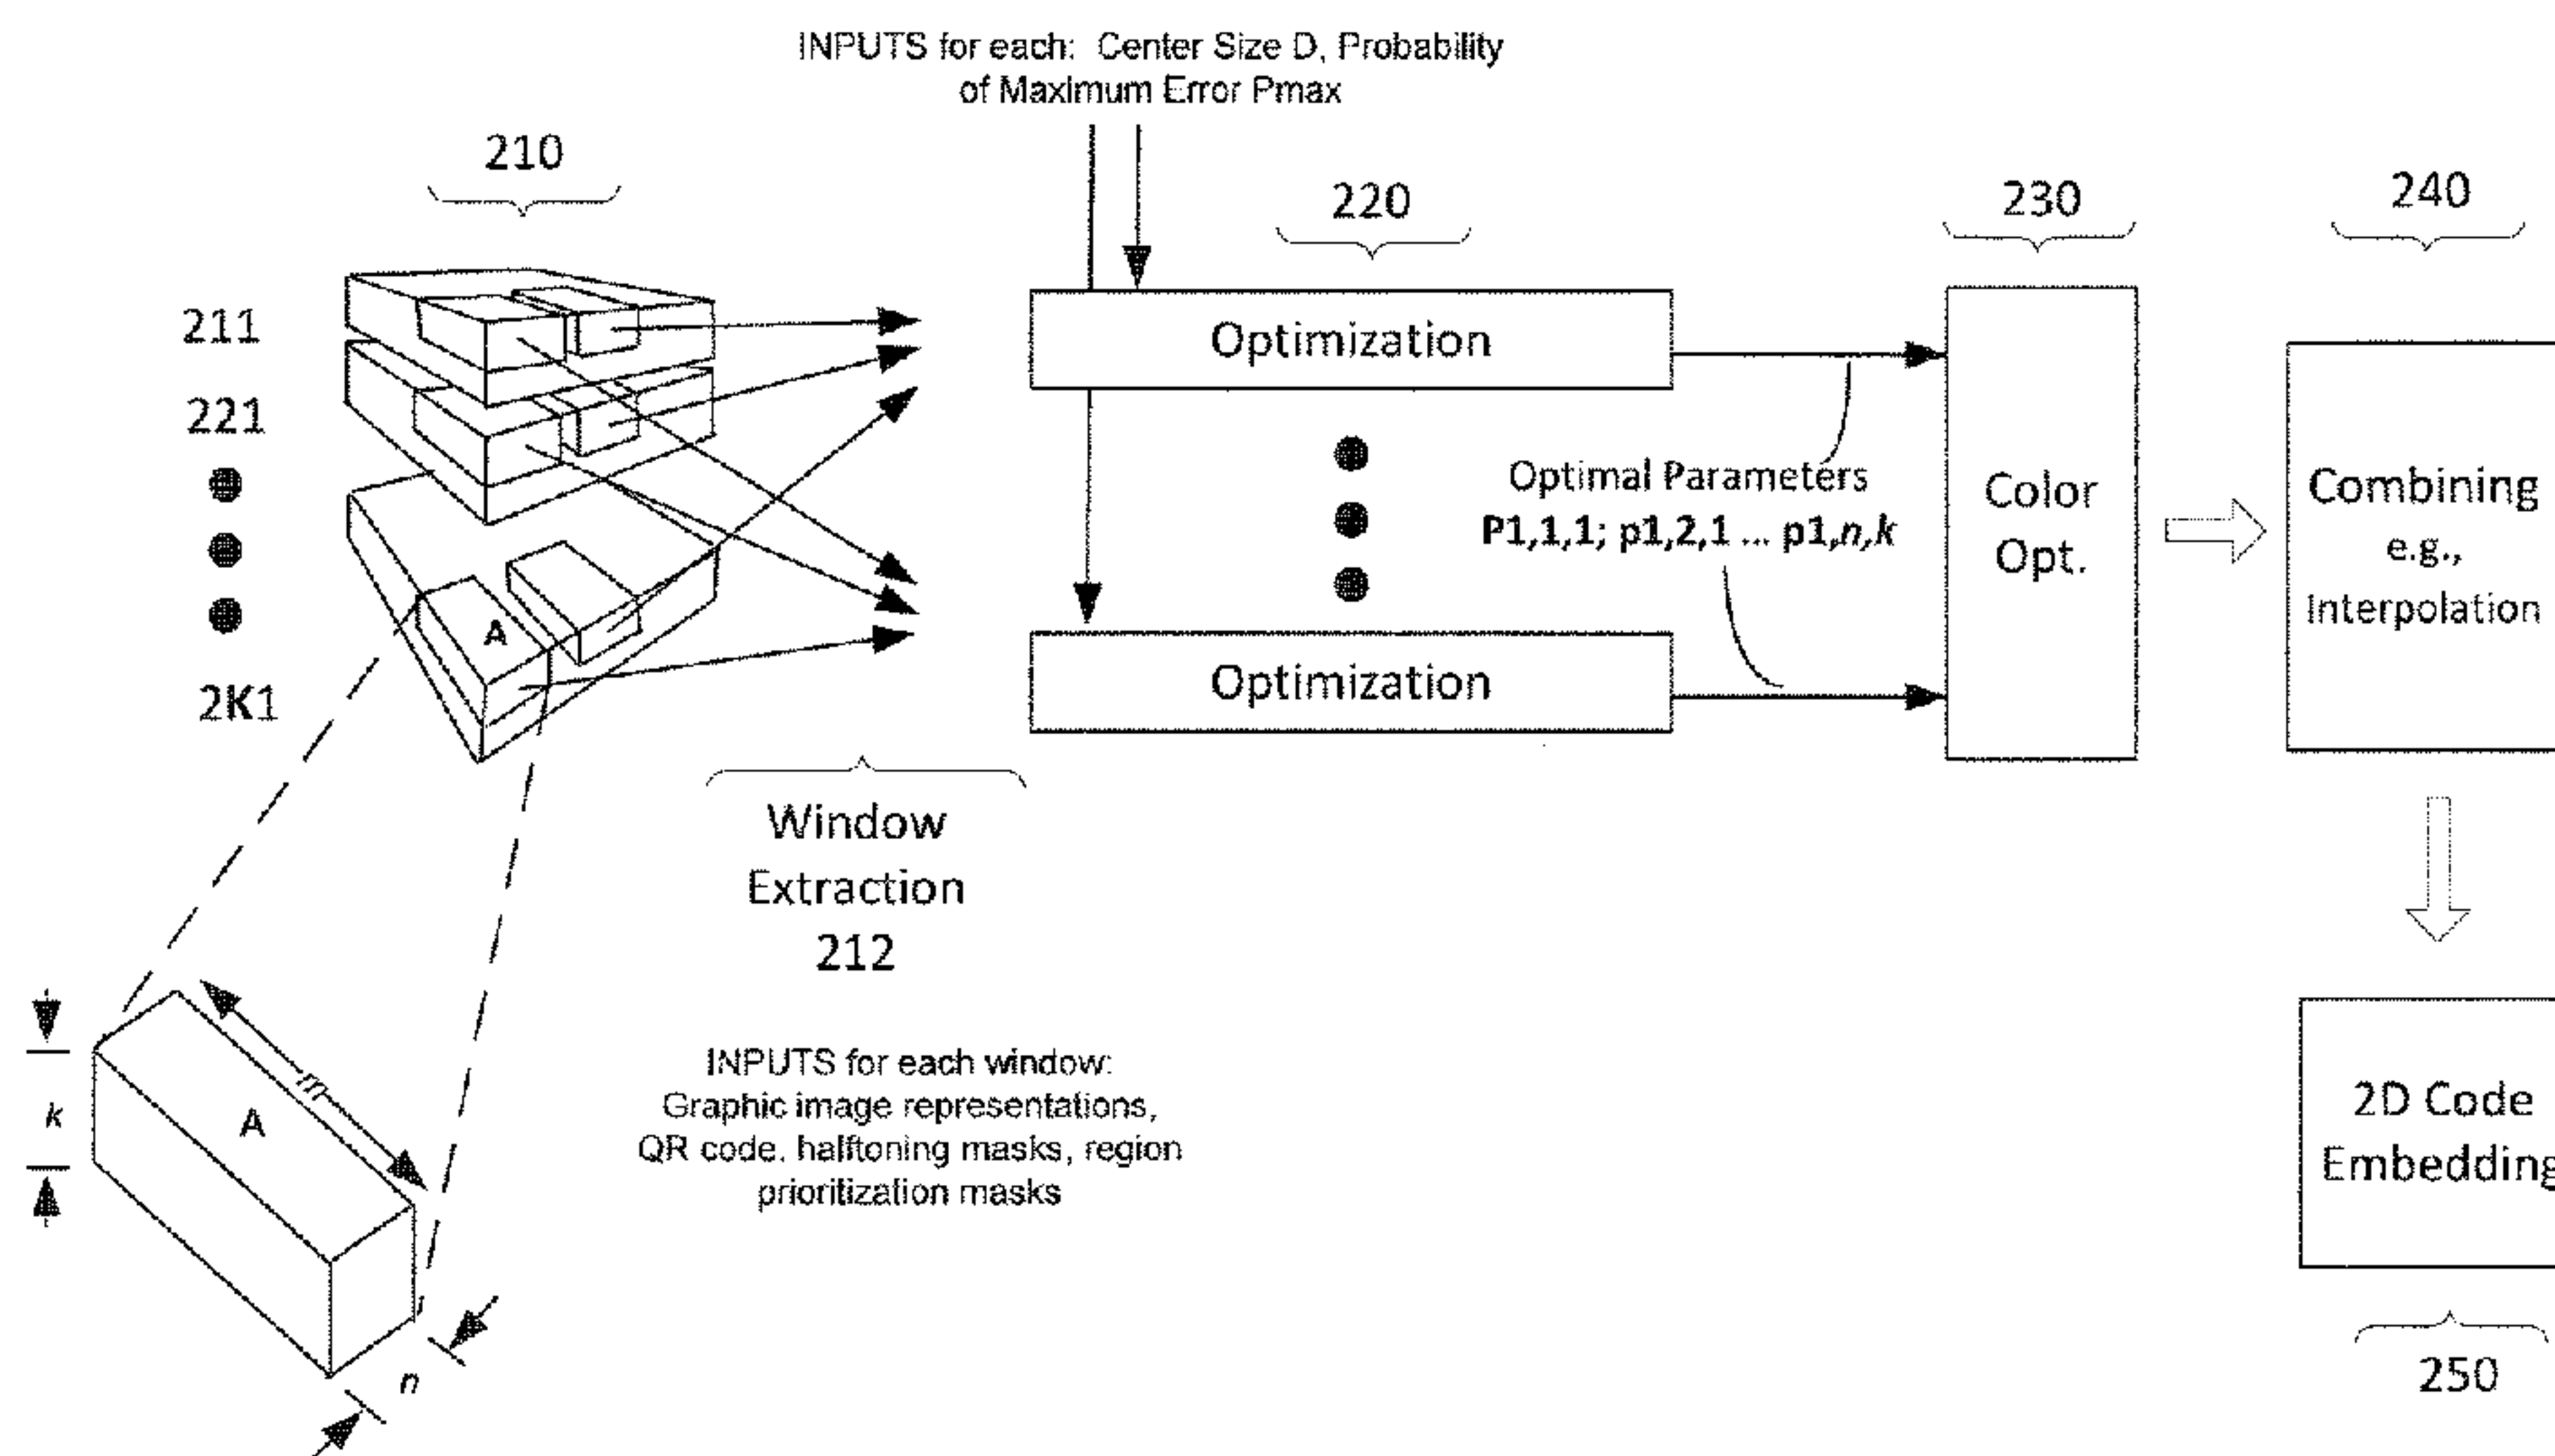 INPUTS for each: Center Size D, Probability
of Maximum Error Pmax
210
220
230
240
211
221
2K1
A
Optimization
Optimal Parameters
P1,1,1; p1,2,1 ... p1,n,k
Optimization
Color
Opt.
Combining
e.g.,
Interpolation
Window
Extraction
212
INPUTS for each window:
Graphic image representations,
QR code, halftoning masks, region
prioritization masks
k
m
A
n
2D Code
Embedding
250